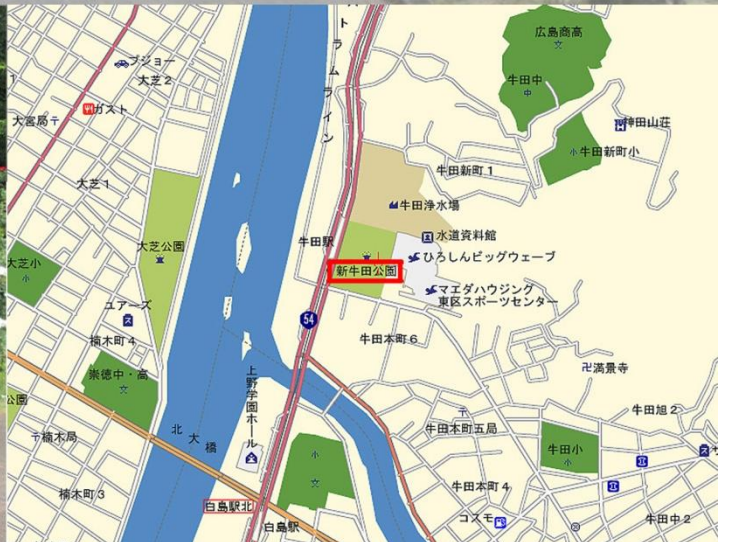 ストラムライン
広島商高
プジョー
大芝2
牛田中
ガスト
大宮局
神田山荘
牛田新町小
大芝1
牛田新町1
牛田浄水場
大芝公園
牛田駅
水道資料館
大芝小
ひろしんビッグウェーブ
新牛田公園
マエダハウジング
東区スポーツセンター
ユアーズ
54
楠木町4
牛田本町6
崇徳中・高
上野学園ホール
満景寺
公園
牛田旭2
北大橋
牛田本町五局
楠木局
牛田小
楠木町3
牛田本町4
白島駅北
コスモ
白島駅
牛田中2